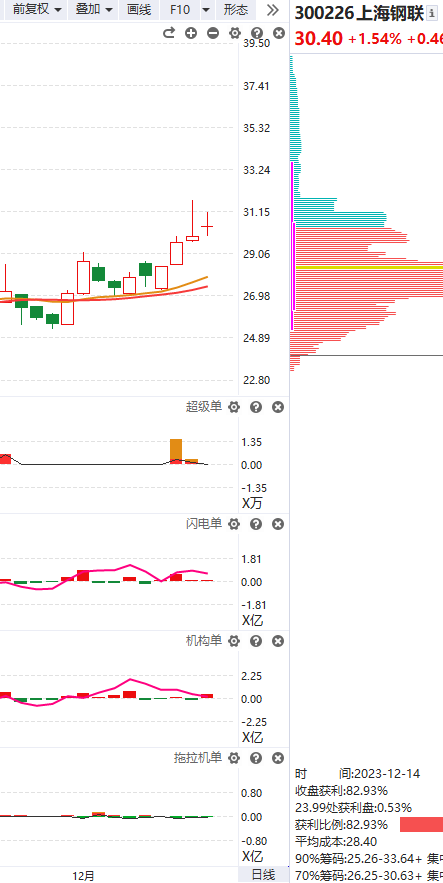 前复权 叠加 画线 F10 形态
300226上海钢联
30.40 +1.54% +0.46
39.50
37.41
35.32
33.24
31.15
29.06
26.98
24.89
22.80
超级单
1.35
0.00
-1.35
X万
闪电单
1.81
0.00
-1.81
X亿
机构单
2.25
0.00
-2.25
X亿
拖拉机单
0.80
0.00
-0.80
X亿
12月 日线
时 间:2023-12-14
收盘获利:82.93%
23.99处获利盘:0.53%
获利比例:82.93%
平均成本:28.40
90%筹码:25.26-33.64+ 集中
70%筹码:26.25-30.63+ 集中